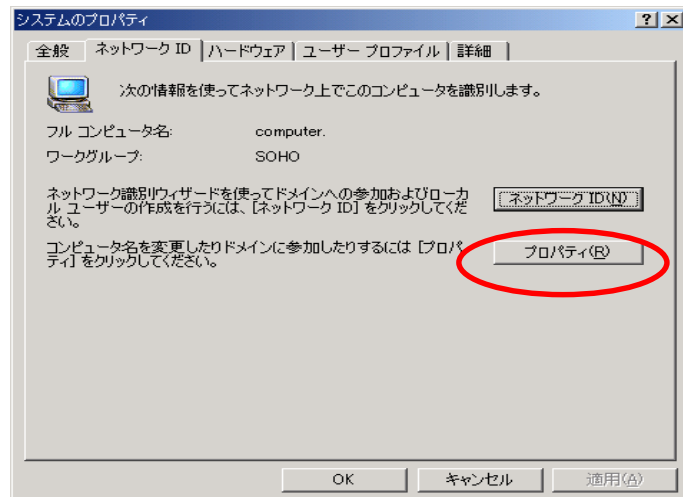 システムのプロパティ
全般 ネットワーク ID ハードウェア ユーザー プロファイル 詳細
次の情報を使ってネットワーク上でこのコンピュータを識別します。
フル コンピュータ名: computer.
ワークグループ: SOHO
ネットワーク識別ウィザードを使ってドメインへの参加およびローカ
ル ユーザーの作成を行うには、[ネットワーク ID] をクリックしてくだ
さい。
ネットワーク ID(N)
コンピュータ名を変更したりドメインに参加したりするには [プロパ
ティ] をクリックしてください。
プロパティ(R)
OK キャンセル 適用(A)